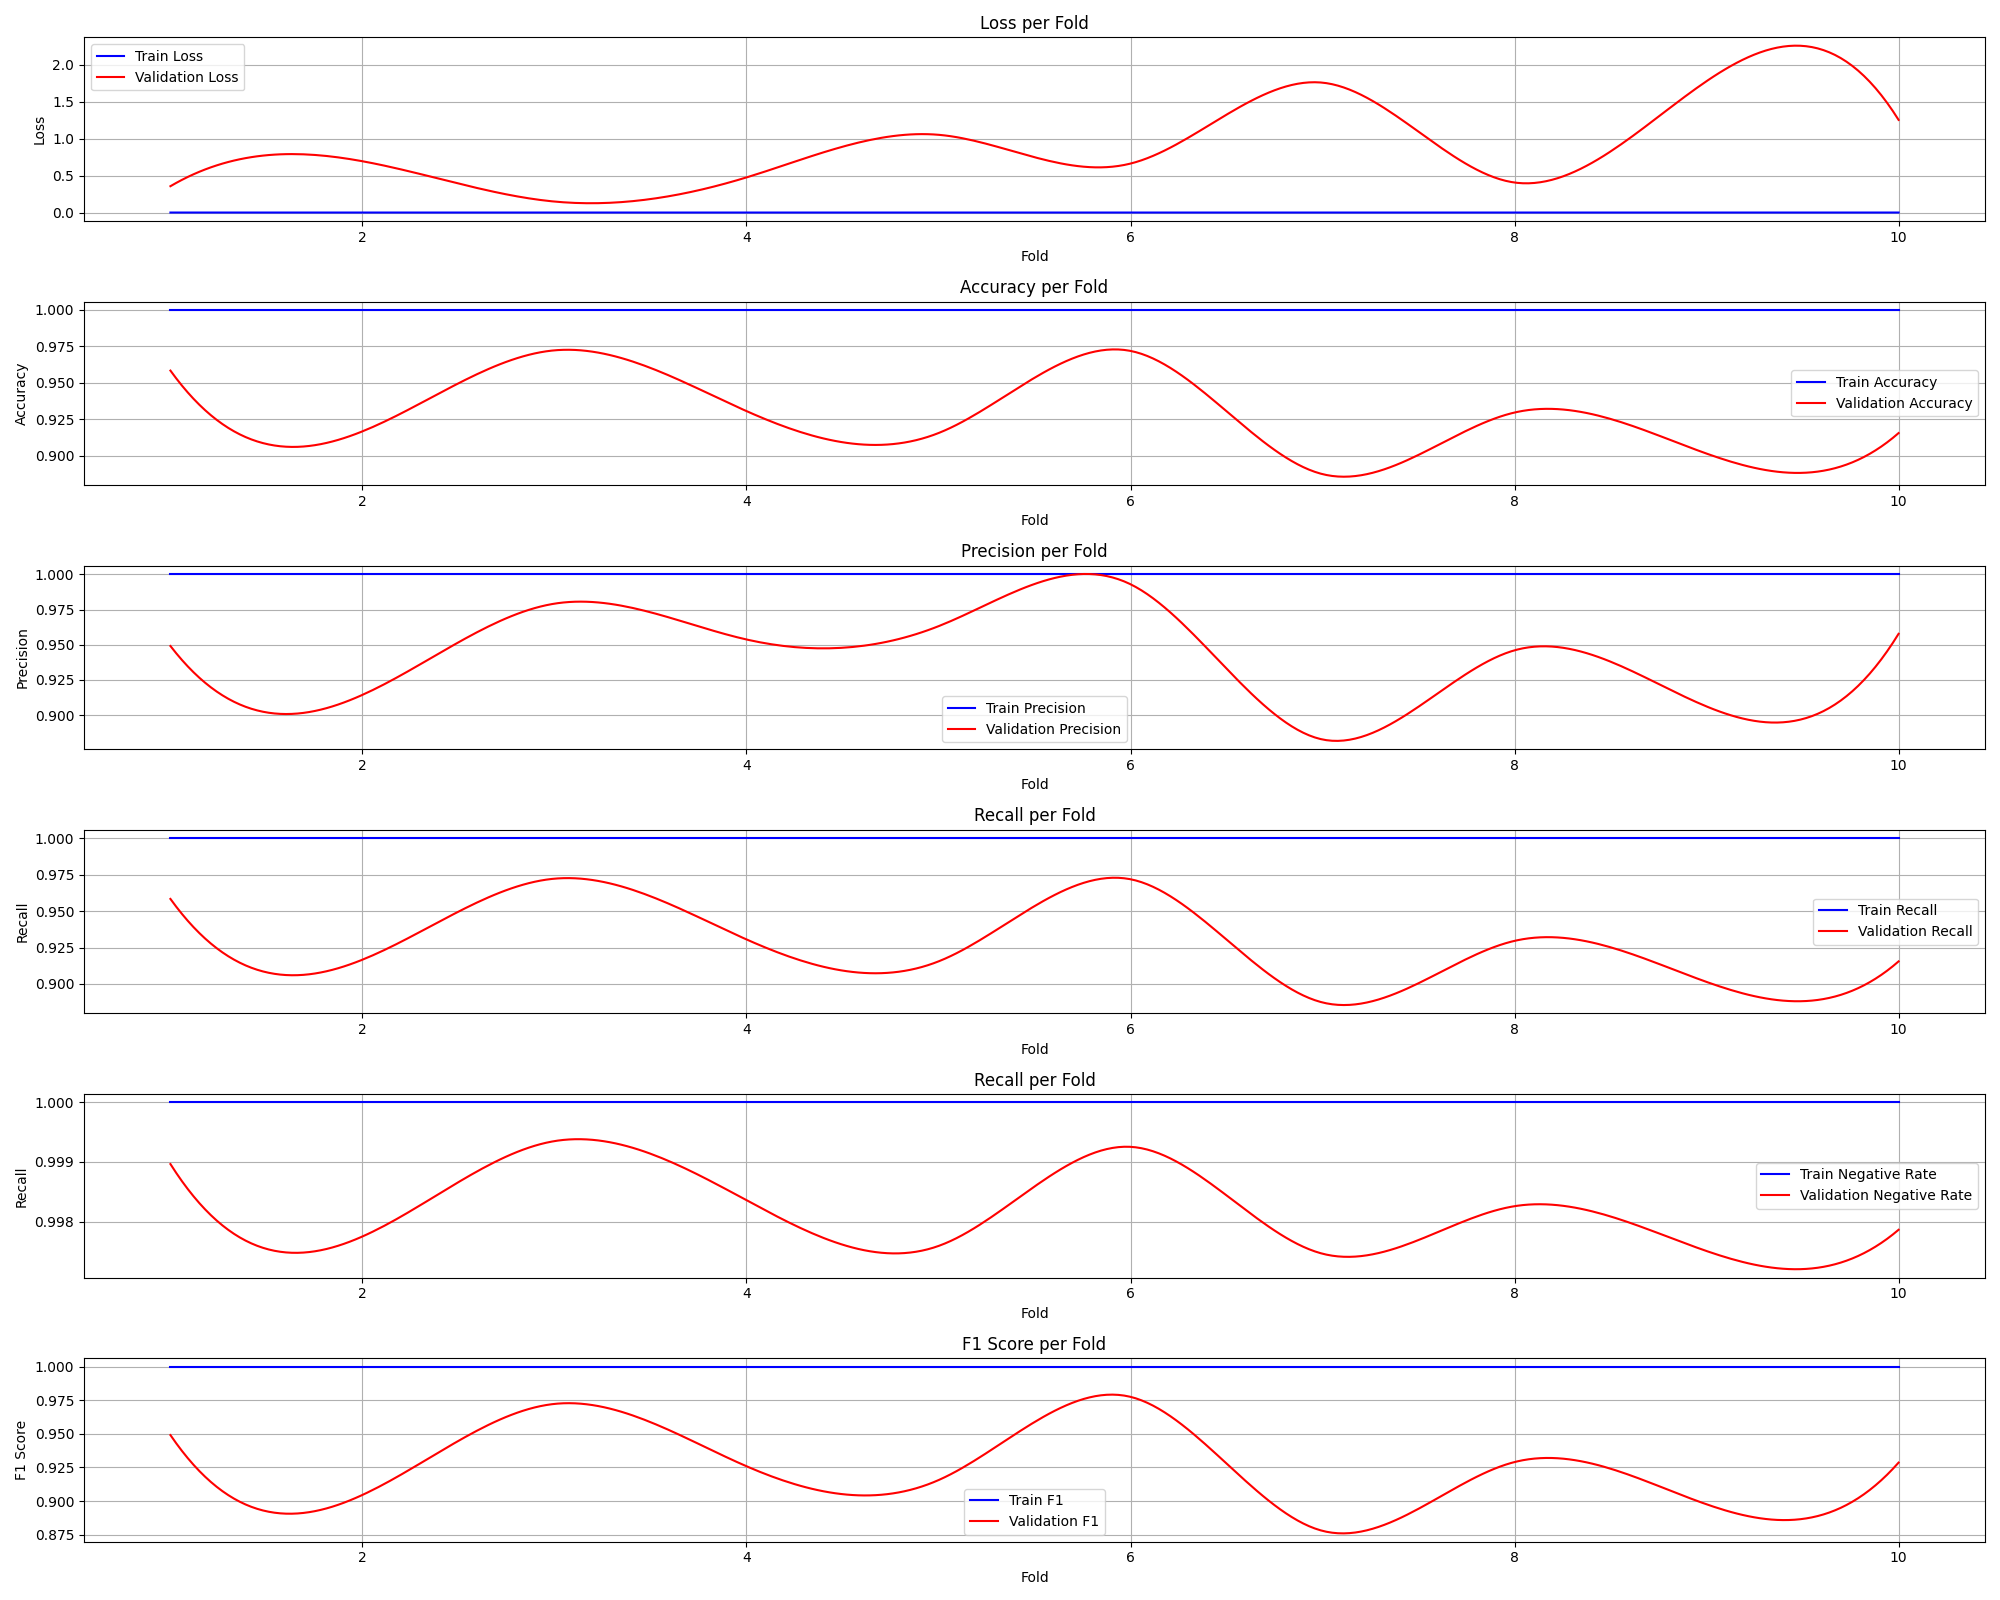 Loss per Fold
Train Loss
Validation Loss
Loss
2.0
1.5
1.0
0.5
0.0
2 4 6 8 10
Fold
Accuracy per Fold
Train Accuracy
Validation Accuracy
Accuracy
1.000
0.975
0.950
0.925
0.900
2 4 6 8 10
Fold
Precision per Fold
Train Precision
Validation Precision
Precision
1.000
0.975
0.950
0.925
0.900
2 4 6 8 10
Fold
Recall per Fold
Train Recall
Validation Recall
Recall
1.000
0.975
0.950
0.925
0.900
2 4 6 8 10
Fold
Recall per Fold
Train Negative Rate
Validation Negative Rate
Recall
1.000
0.999
0.998
2 4 6 8 10
Fold
F1 Score per Fold
Train F1
Validation F1
F1 Score
1.000
0.975
0.950
0.925
0.900
0.875
2 4 6 8 10
Fold